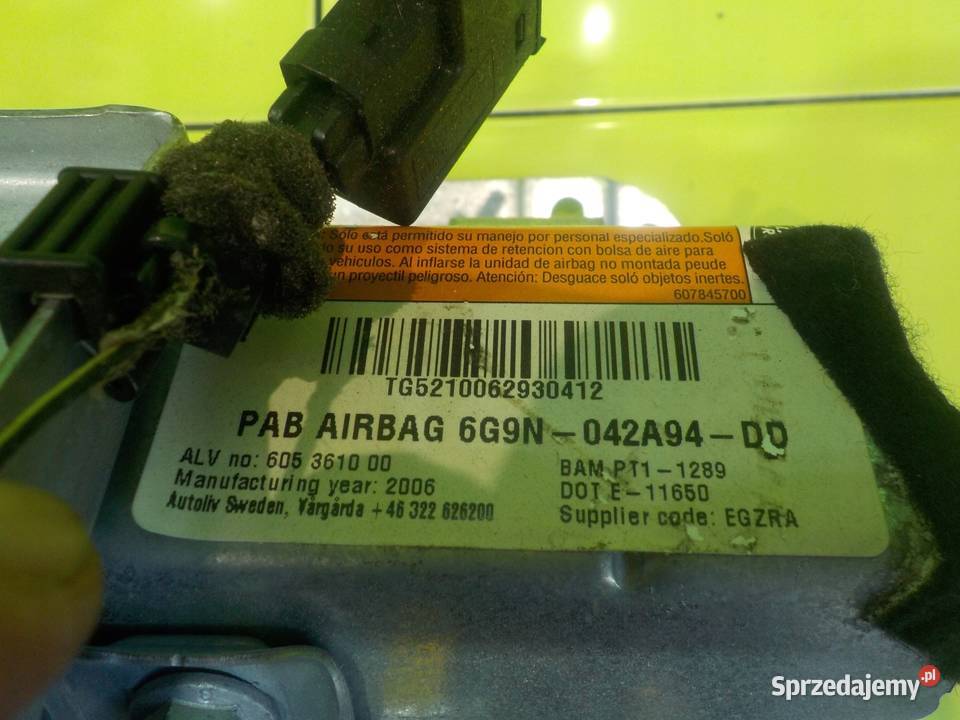 Sólo está permitido su manejo por personal especializado.Soló
su uso como sistema de retencion con bolsa de aire para
vehiculos. Al inflarse la unidad de airbag no montada peude
un proyectil peligroso. Atención: Desguace soló objetos inertes.
607845700
TG5210062930412
PAB AIRBAG 6G9N-042A94-DD
ALV no: 605 3610 00
Manufacturing year: 2006
Autoliv Sweden, Vårgårda +46 322 626200
BAM PT1-1289
DOT E-11650
Supplier code: EGZRA
Sprzedajemy.pl